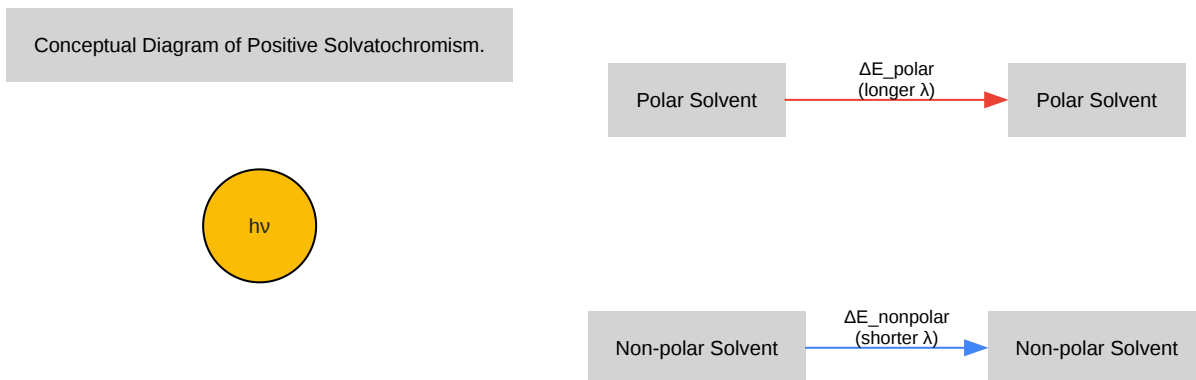 Conceptual Diagram of Positive Solvatochromism.
hν
ΔE_polar
(longer λ)
Polar Solvent
Polar Solvent
ΔE_nonpolar
(shorter λ)
Non-polar Solvent
Non-polar Solvent